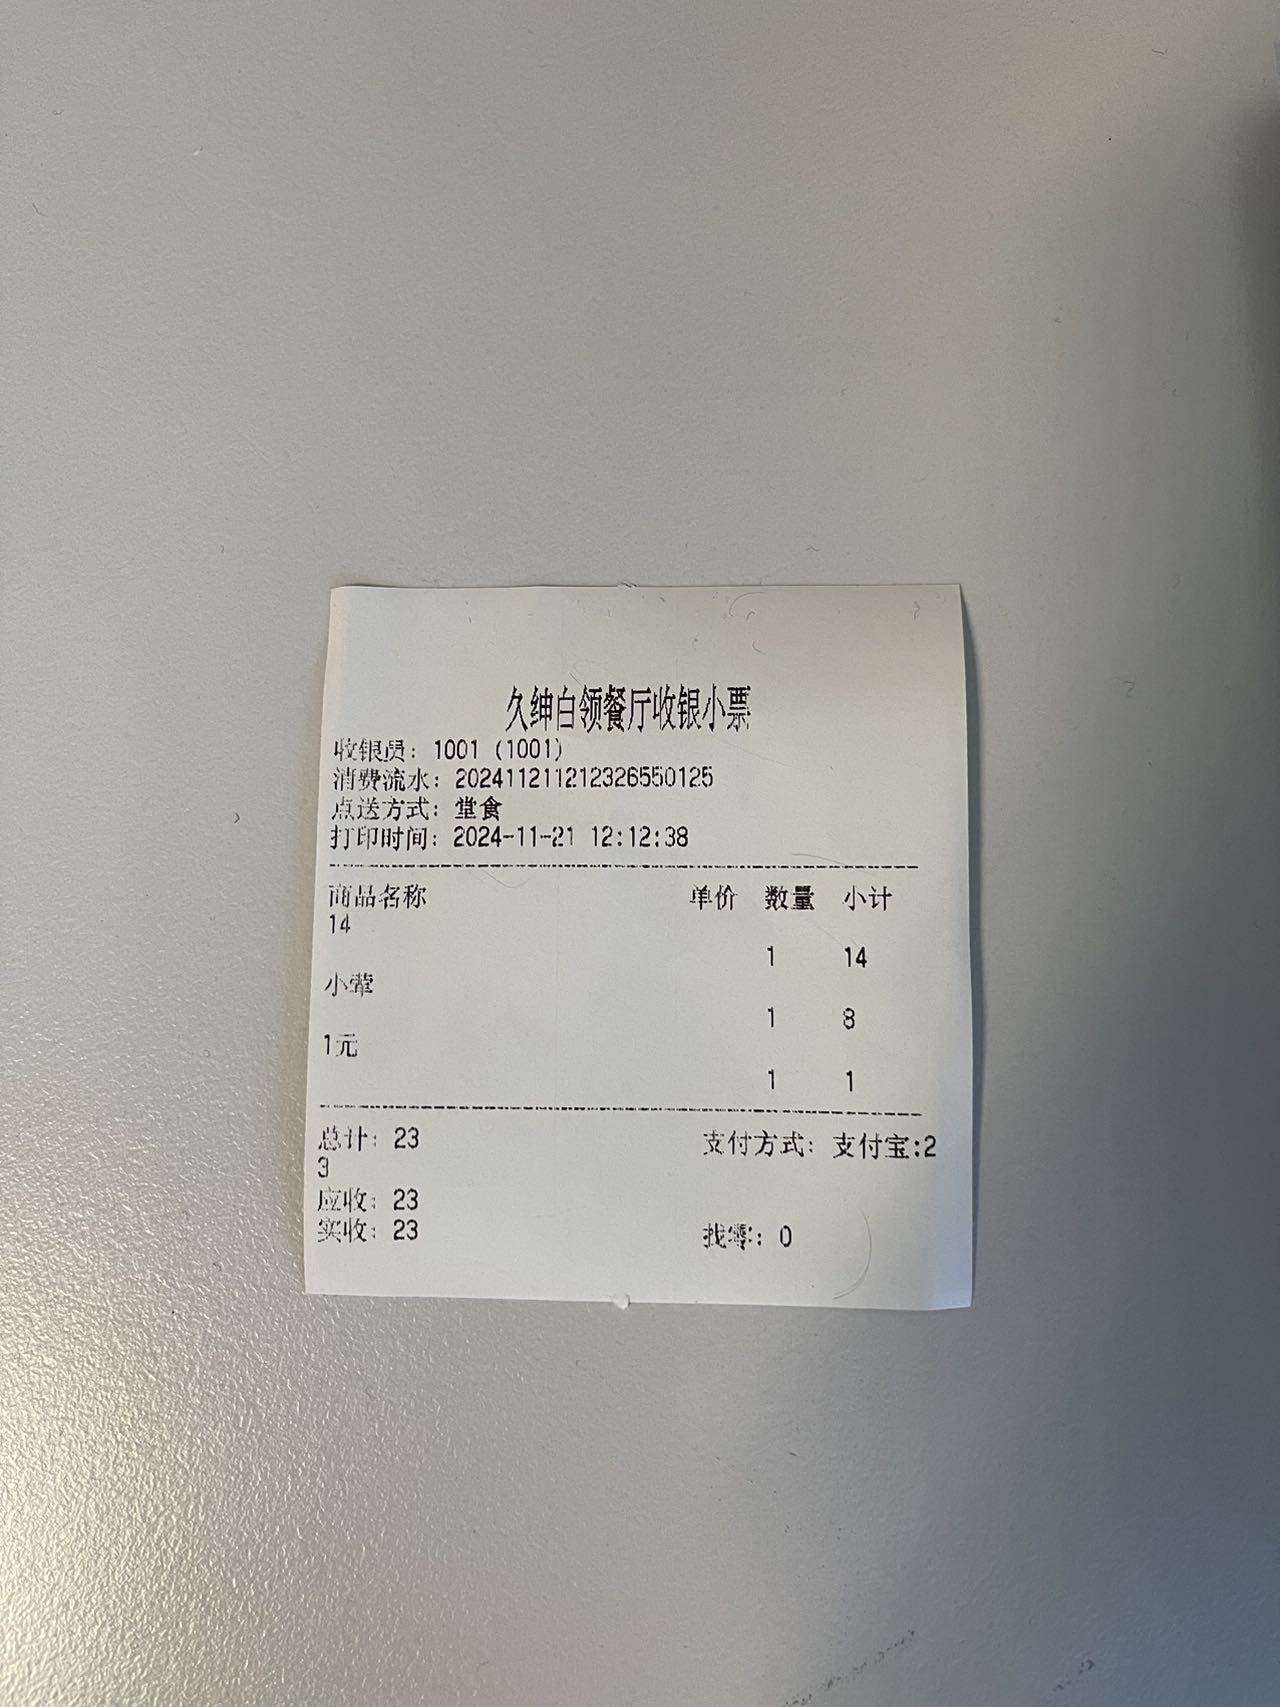 久绅白领餐厅收银小票
收银员: 1001 (1001)
消费流水: 202411211212326550125
点送方式: 堂食
打印时间: 2024-11-21 12:12:38
商品名称 单价 数量 小计
14
1 14
小荤
1 8
1元
1 1
总计: 23 支付方式: 支付宝:2
3
应收: 23
实收: 23 找零: 0